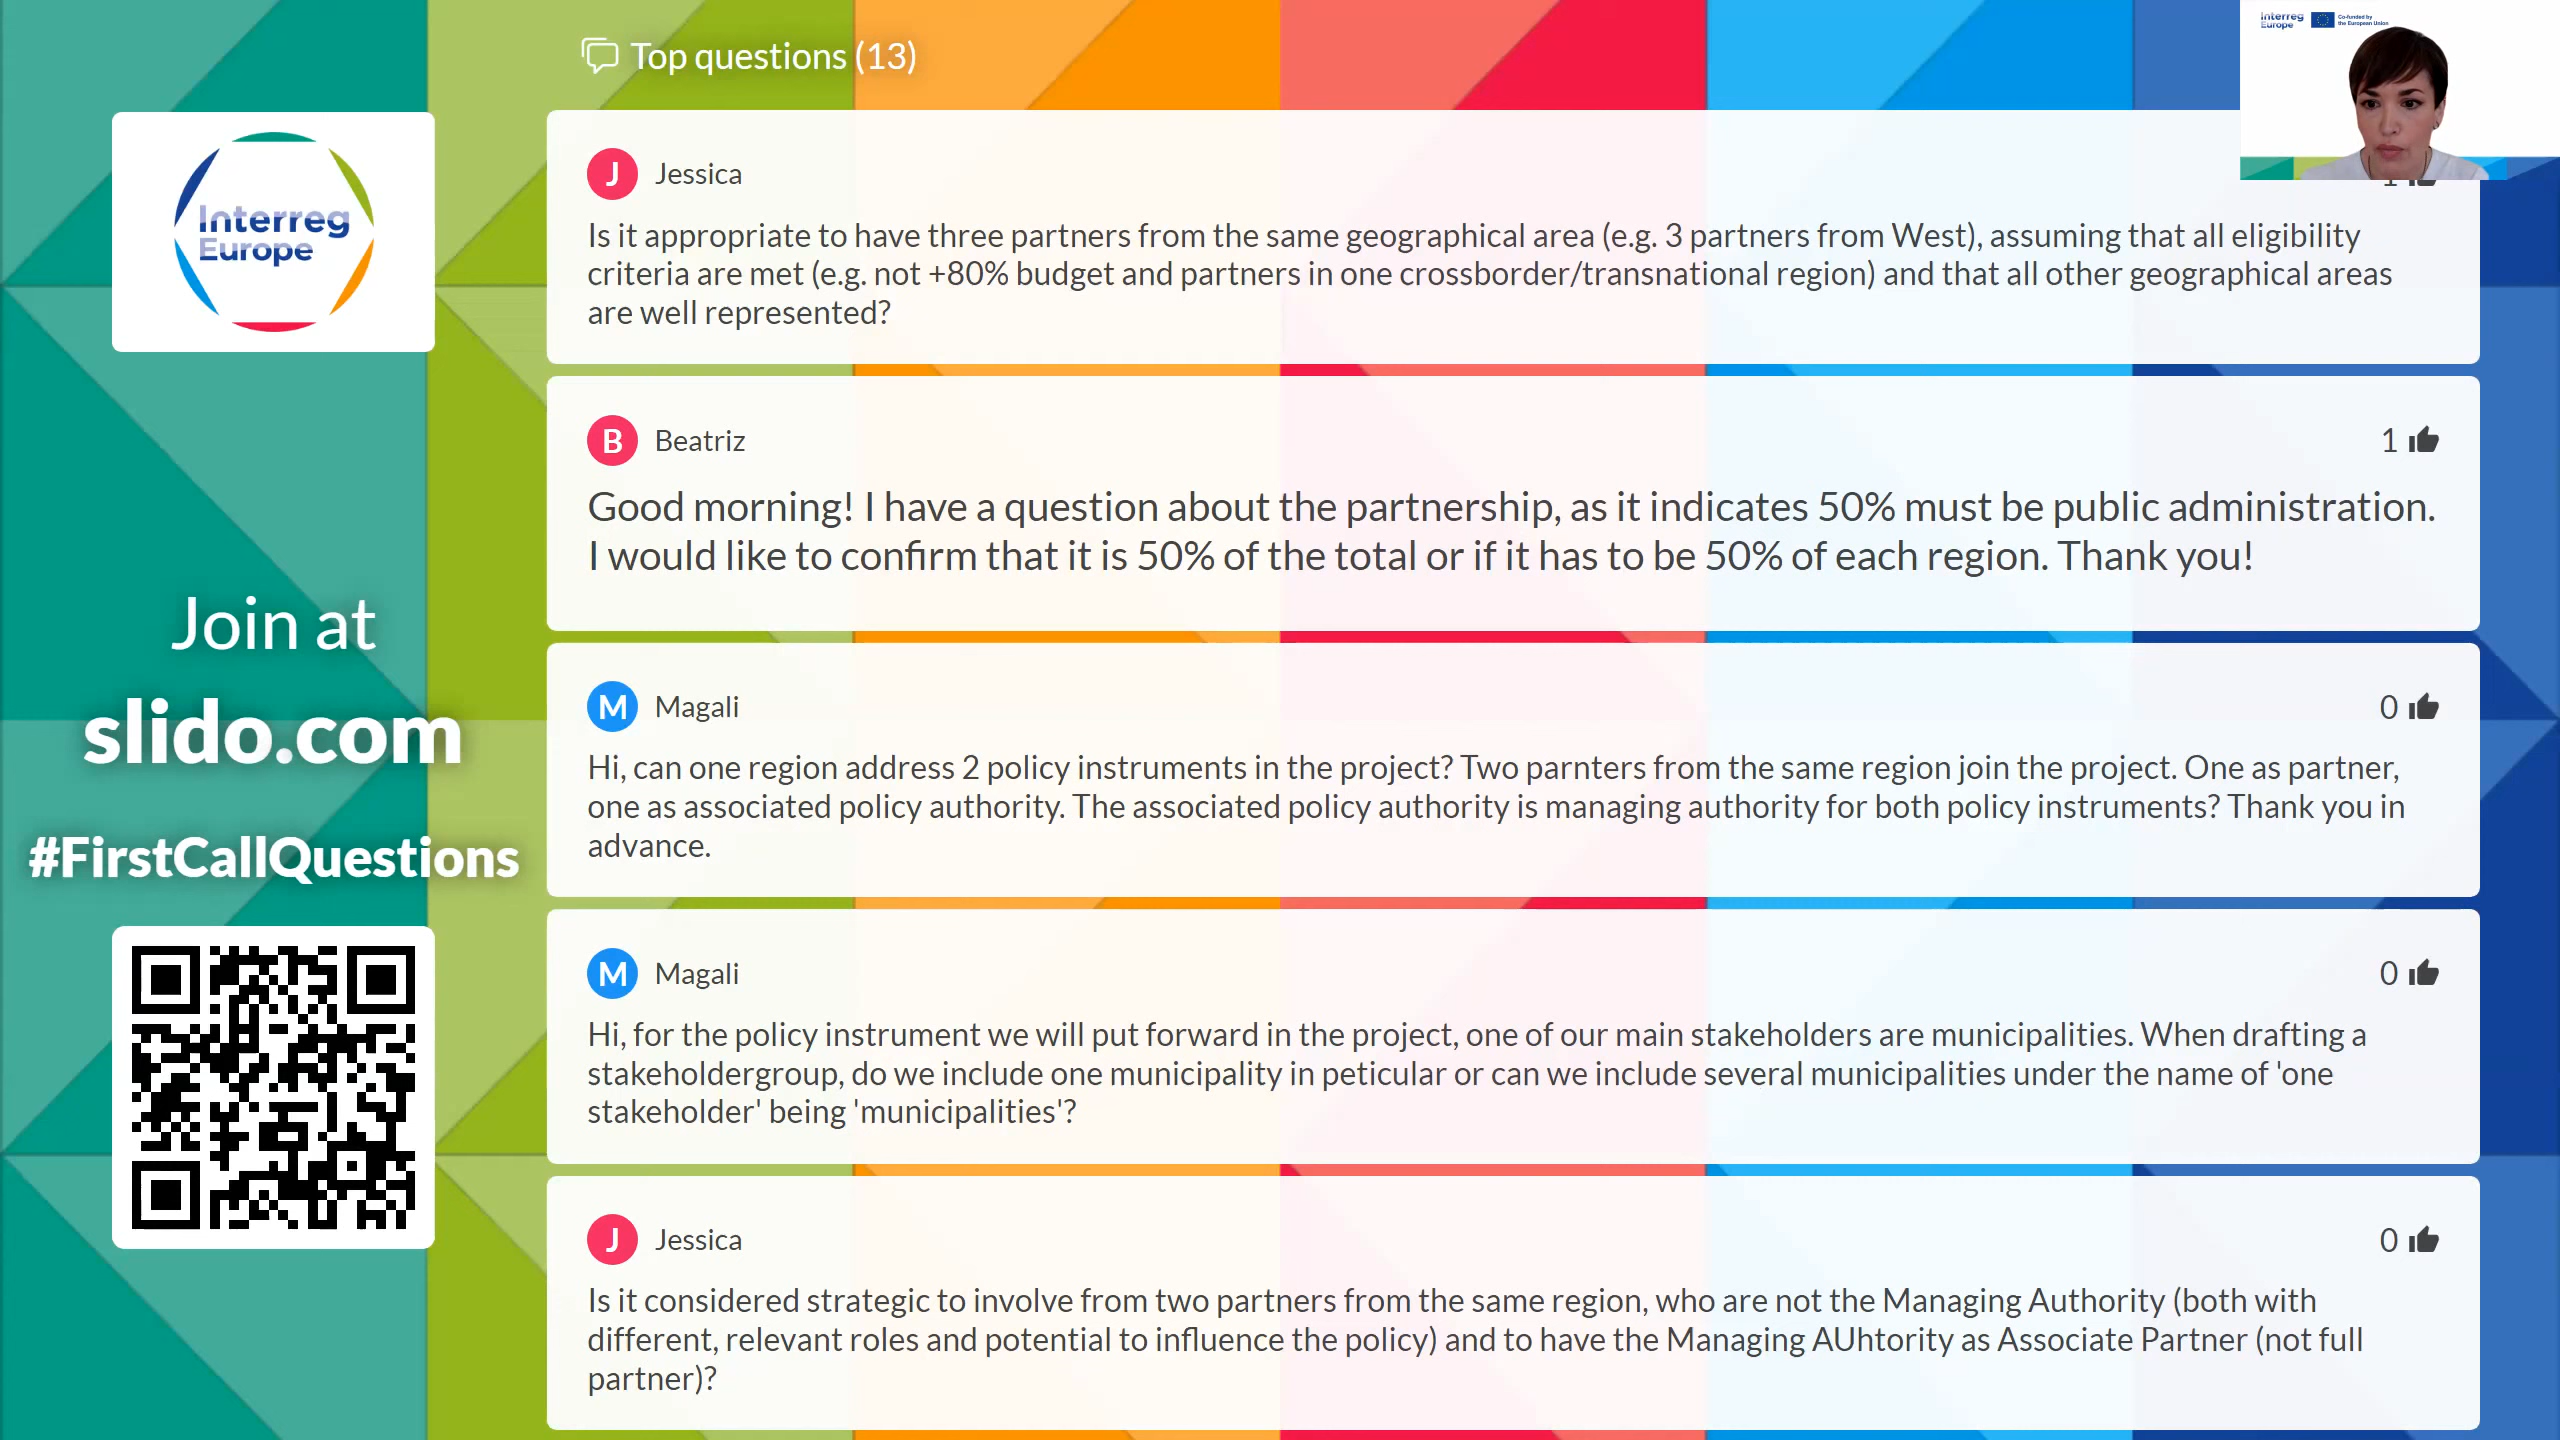 Top questions (13)
Interreg
Europe
Co-funded by
the European Union
Interreg
Europe
Join at
slido.com
#FirstCallQuestions
J Jessica
Is it appropriate to have three partners from the same geographical area (e.g. 3 partners from West), assuming that all eligibility
criteria are met (e.g. not +80% budget and partners in one crossborder/transnational region) and that all other geographical areas
are well represented?
B Beatriz 1
Good morning! I have a question about the partnership, as it indicates 50% must be public administration.
I would like to confirm that it is 50% of the total or if it has to be 50% of each region. Thank you!
M Magali 0
Hi, can one region address 2 policy instruments in the project? Two parnters from the same region join the project. One as partner,
one as associated policy authority. The associated policy authority is managing authority for both policy instruments? Thank you in
advance.
M Magali 0
Hi, for the policy instrument we will put forward in the project, one of our main stakeholders are municipalities. When drafting a
stakeholdergroup, do we include one municipality in peticular or can we include several municipalities under the name of 'one
stakeholder' being 'municipalities'?
J Jessica 0
Is it considered strategic to involve from two partners from the same region, who are not the Managing Authority (both with
different, relevant roles and potential to influence the policy) and to have the Managing AUhtority as Associate Partner (not full
partner)?